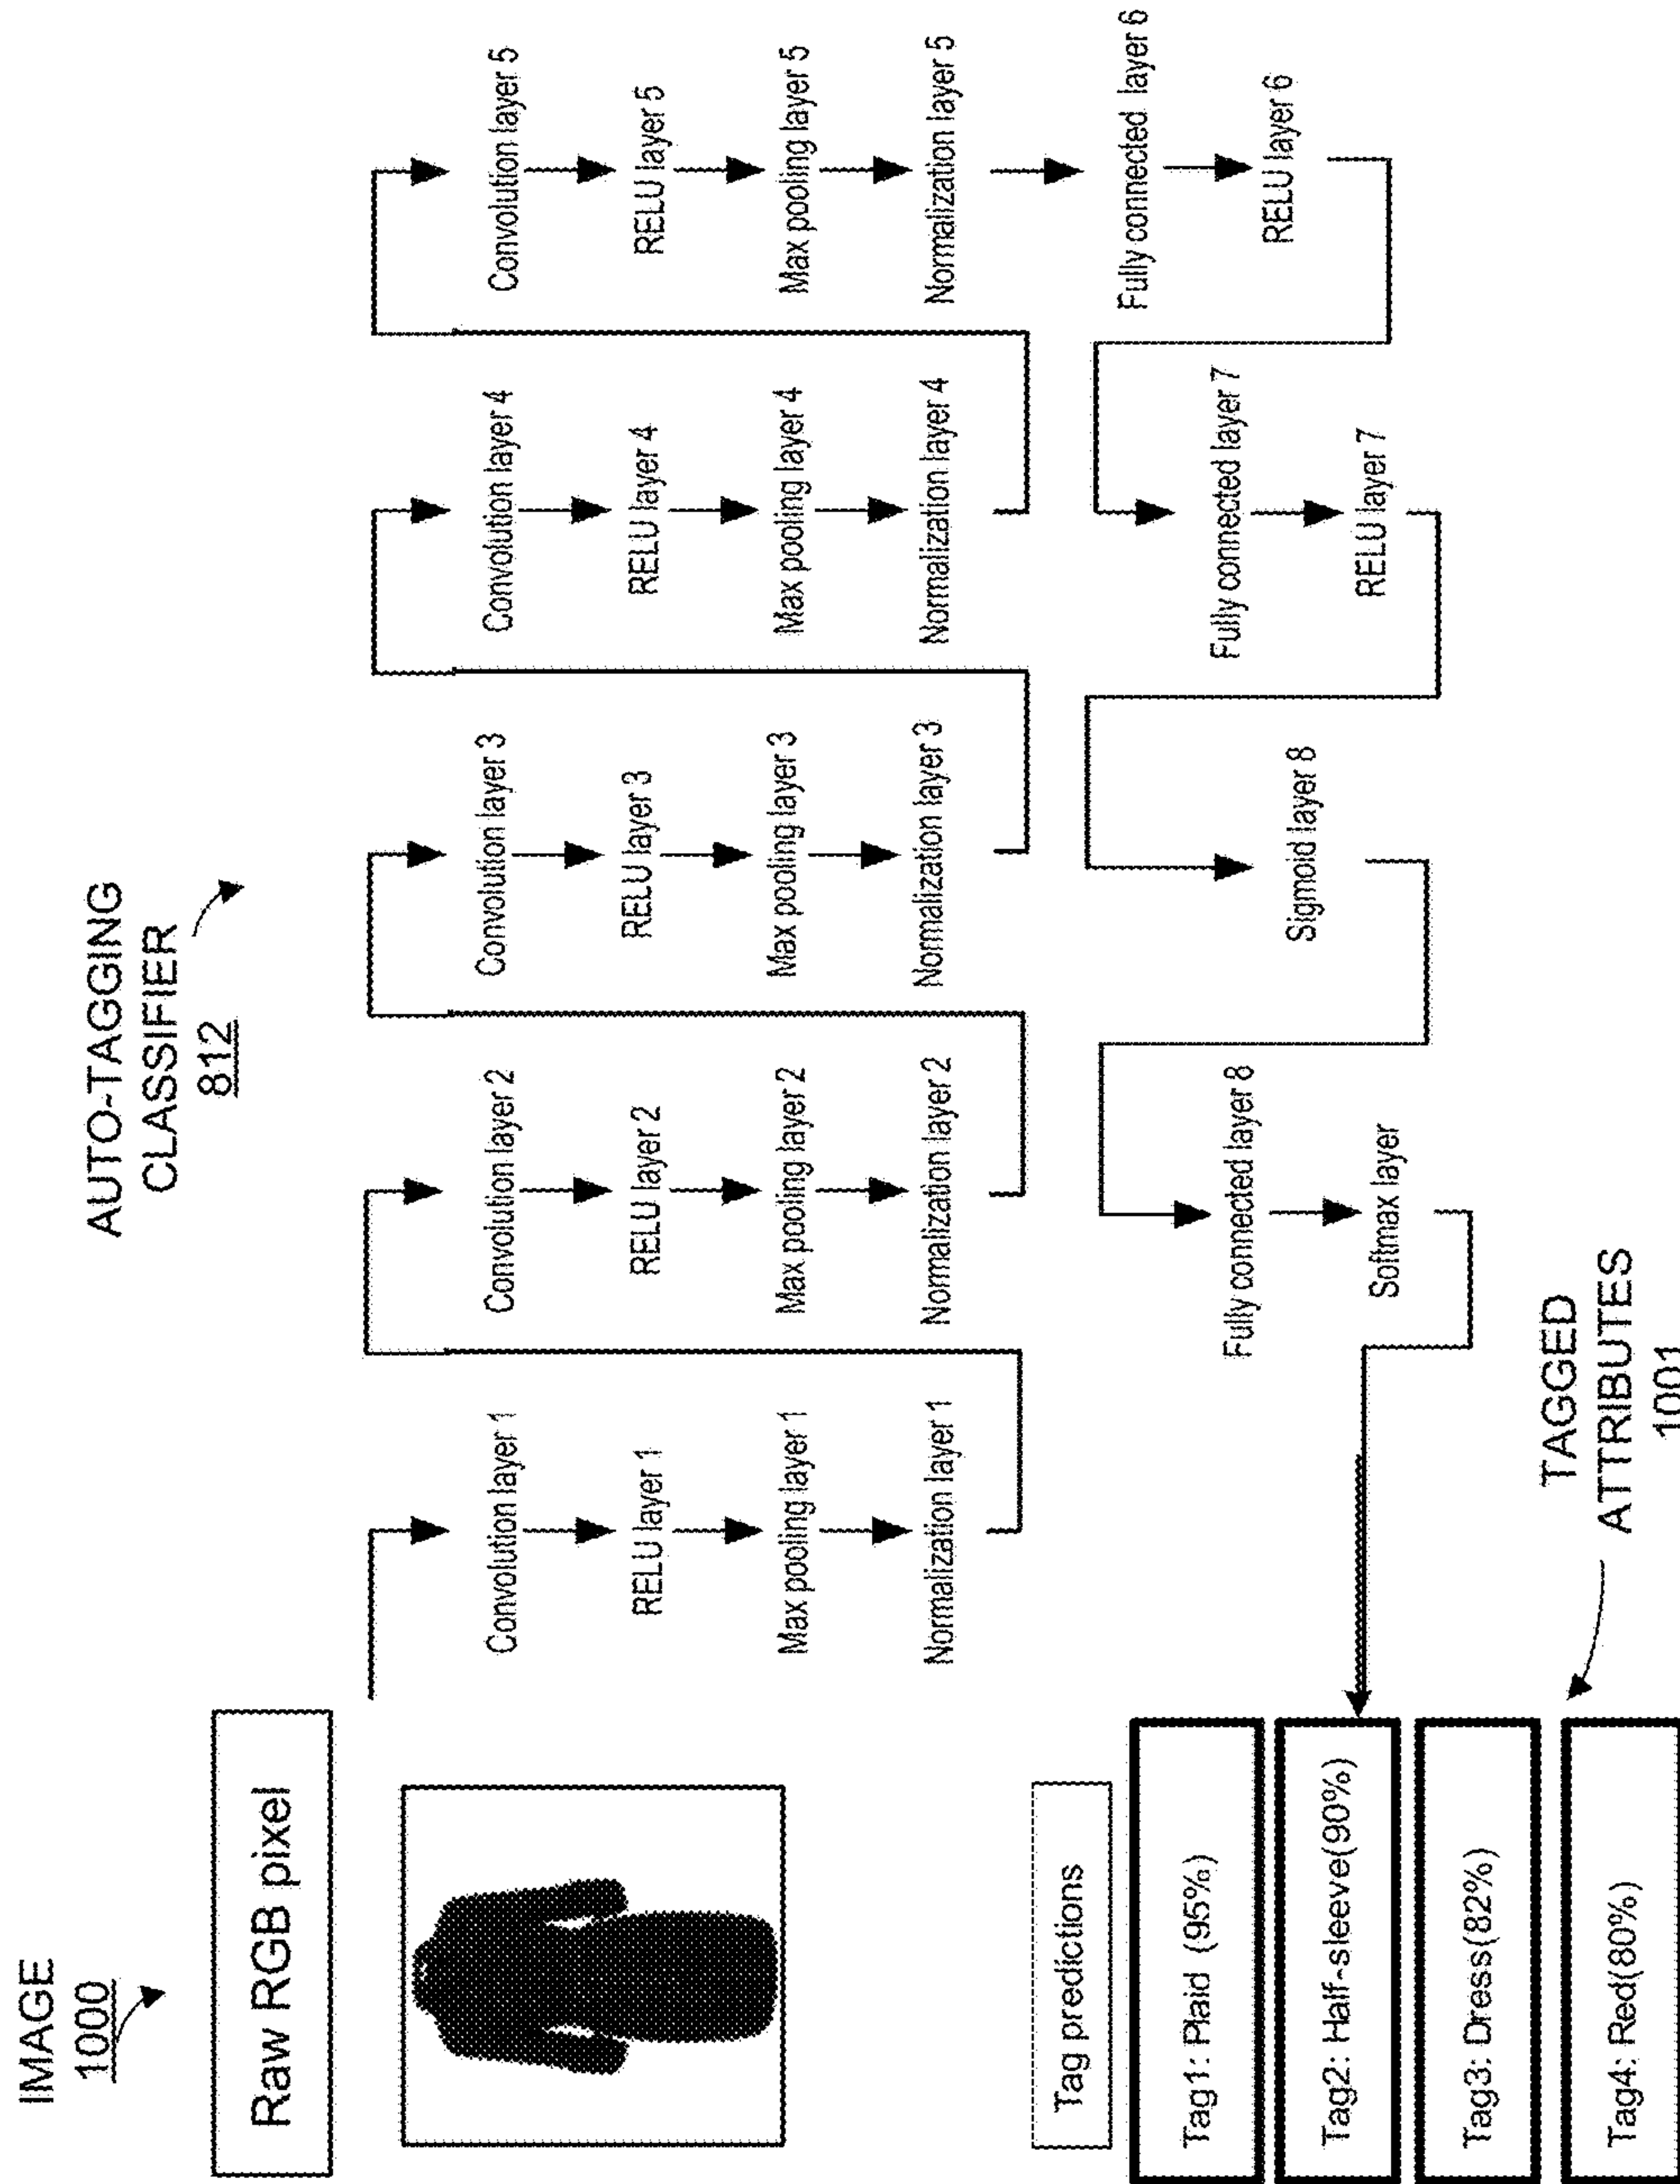 IMAGE
1000
AUTO-TAGGING
CLASSIFIER
812
Raw RGB pixel
Convolution layer 1
RELU layer 1
Max pooling layer 1
Normalization layer 1
Convolution layer 2
RELU layer 2
Max pooling layer 2
Normalization layer 2
Convolution layer 3
RELU layer 3
Max pooling layer 3
Normalization layer 3
Convolution layer 4
RELU layer 4
Max pooling layer 4
Normalization layer 4
Convolution layer 5
RELU layer 5
Max pooling layer 5
Normalization layer 5
Fully connected layer 6
RELU layer 6
Fully connected layer 7
RELU layer 7
Sigmoid layer 8
Fully connected layer 8
Softmax layer
Tag predictions
Tag1: Plaid (95%)
Tag2: Half-sleeve(90%)
Tag3: Dress(82%)
Tag4: Red(80%)
TAGGED
ATTRIBUTES
1001